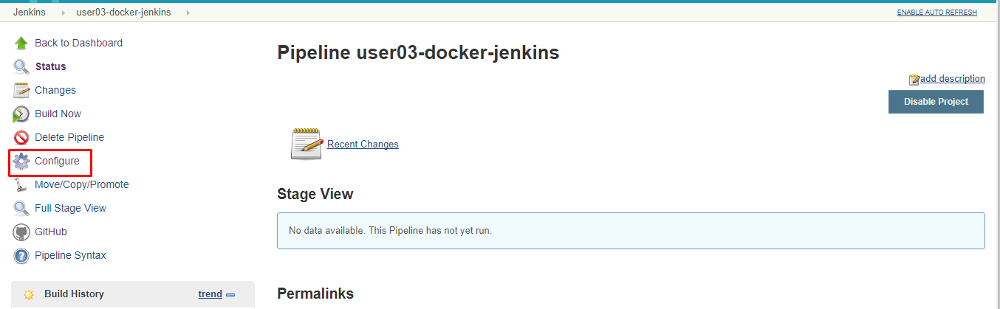 Jenkins user03-docker-jenkins ENABLE AUTO REFRESH
Back to Dashboard
Status
Changes
Build Now
Delete Pipeline
Configure
Move/Copy/Promote
Full Stage View
GitHub
Pipeline Syntax
Build History trend
Pipeline user03-docker-jenkins
add description
Disable Project
Recent Changes
Stage View
No data available. This Pipeline has not yet run.
Permalinks